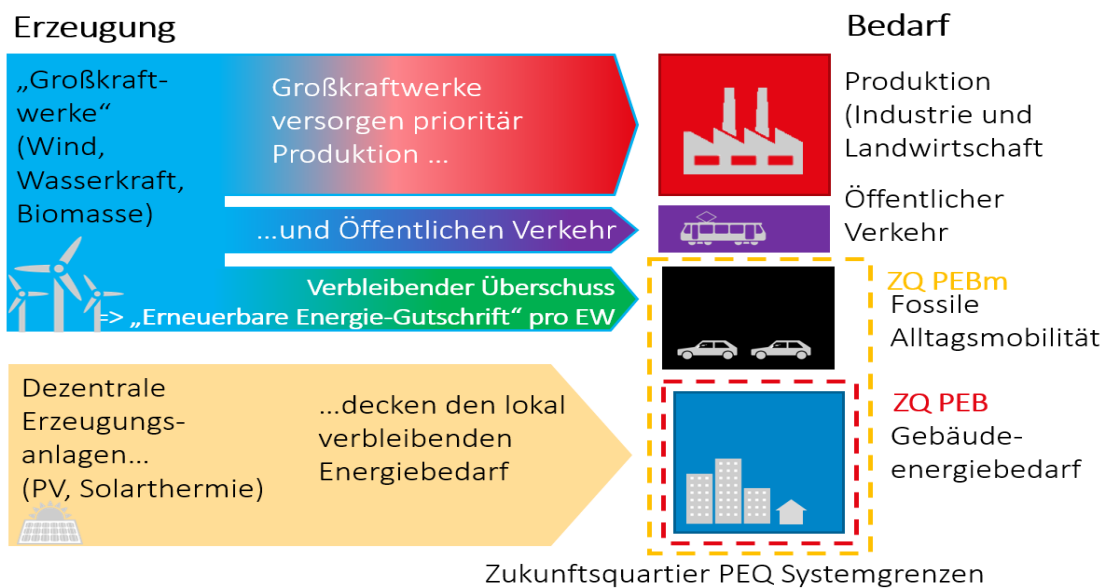 Erzeugung
Bedarf
„Großkraft-
werke“
(Wind,
Wasserkraft,
Biomasse)
Großkraftwerke
versorgen prioritär
Produktion ...
Produktion
(Industrie und
Landwirtschaft
...und Öffentlichen Verkehr
Öffentlicher
Verkehr
Verbleibender Überschuss
=> „Erneuerbare Energie-Gutschrift“ pro EW
ZQ PEBm
Fossile
Alltagsmobilität
Dezentrale
Erzeugungs-
anlagen...
(PV, Solarthermie)
...decken den lokal
verbleibenden
Energiebedarf
ZQ PEB
Gebäude-
energiebedarf
Zukunftsquartier PEQ Systemgrenzen